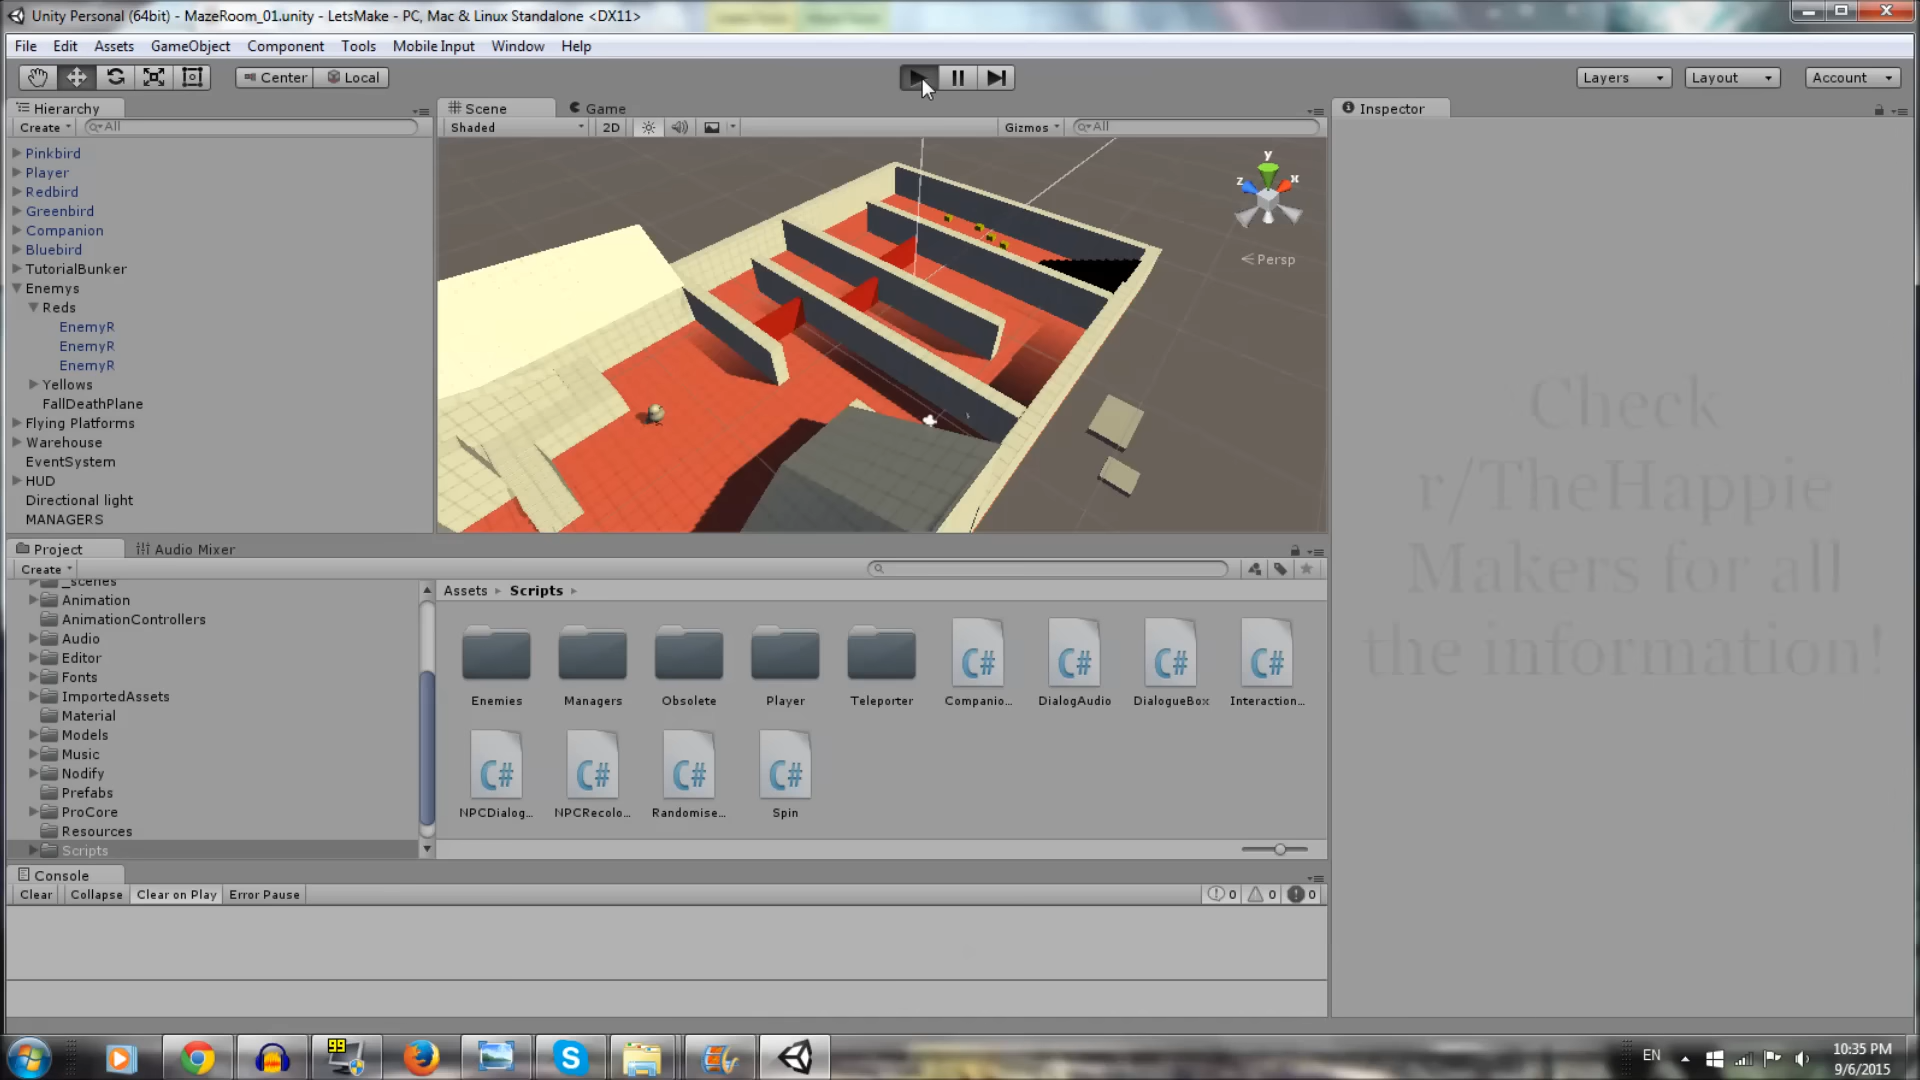 Unity Personal (64bit) - MazeRoom_01.unity - LetsMake - PC, Mac & Linux Standalone <DX11>
File Edit Assets GameObject Component Tools Mobile Input Window Help
Center Local Layers Layout Account
Hierarchy
Create All
Pinkbird
Player
Redbird
Greenbird
Companion
Bluebird
TutorialBunker
Enemys
Reds
EnemyR
EnemyR
EnemyR
Yellows
FallDeathPlane
Flying Platforms
Warehouse
EventSystem
HUD
Directional light
MANAGERS
Scene Game
Shaded 2D Gizmos All
y
z x
Persp
Inspector
Check
r/TheHappie
Makers for all
the information!
Project Audio Mixer
Create
_scenes
Animation
AnimationControllers
Audio
Editor
Fonts
ImportedAssets
Material
Models
Music
Nodify
Prefabs
ProCore
Resources
Scripts
Assets Scripts
C# C# C# C#
Enemies Managers Obsolete Player Teleporter Companio... DialogAudio DialogueBox Interaction...
C# C# C# C#
NPCDialog... NPCRecolo... Randomise... Spin
Console
Clear Collapse Clear on Play Error Pause 0 0 0
99
S
EN
10:35 PM
9/6/2015